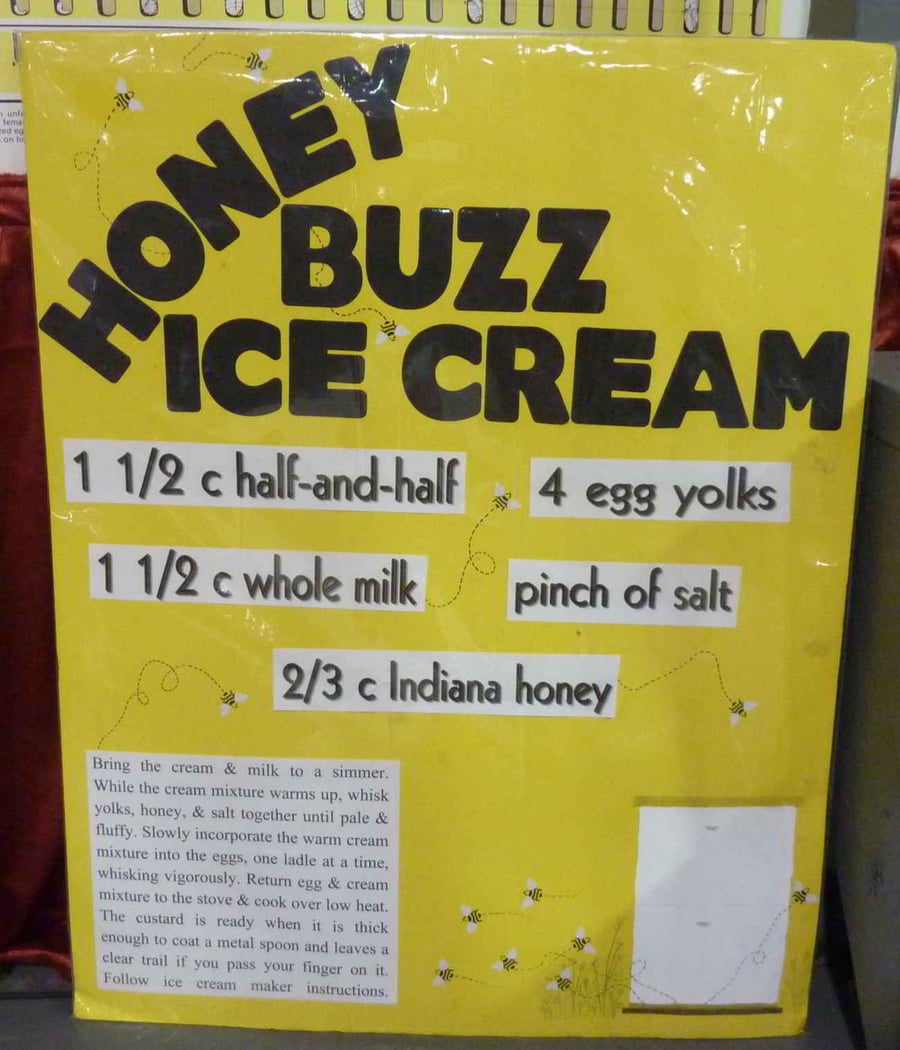 HONEY
BUZZ
ICE CREAM
1 1/2 c half-and-half
4 egg yolks
1 1/2 c whole milk
pinch of salt
2/3 c Indiana honey
Bring the cream & milk to a simmer.
While the cream mixture warms up, whisk
yolks, honey, & salt together until pale &
fluffy. Slowly incorporate the warm cream
mixture into the eggs, one ladle at a time,
whisking vigorously. Return egg & cream
mixture to the stove & cook over low heat.
The custard is ready when it is thick
enough to coat a metal spoon and leaves a
clear trail if you pass your finger on it.
Follow ice cream maker instructions.